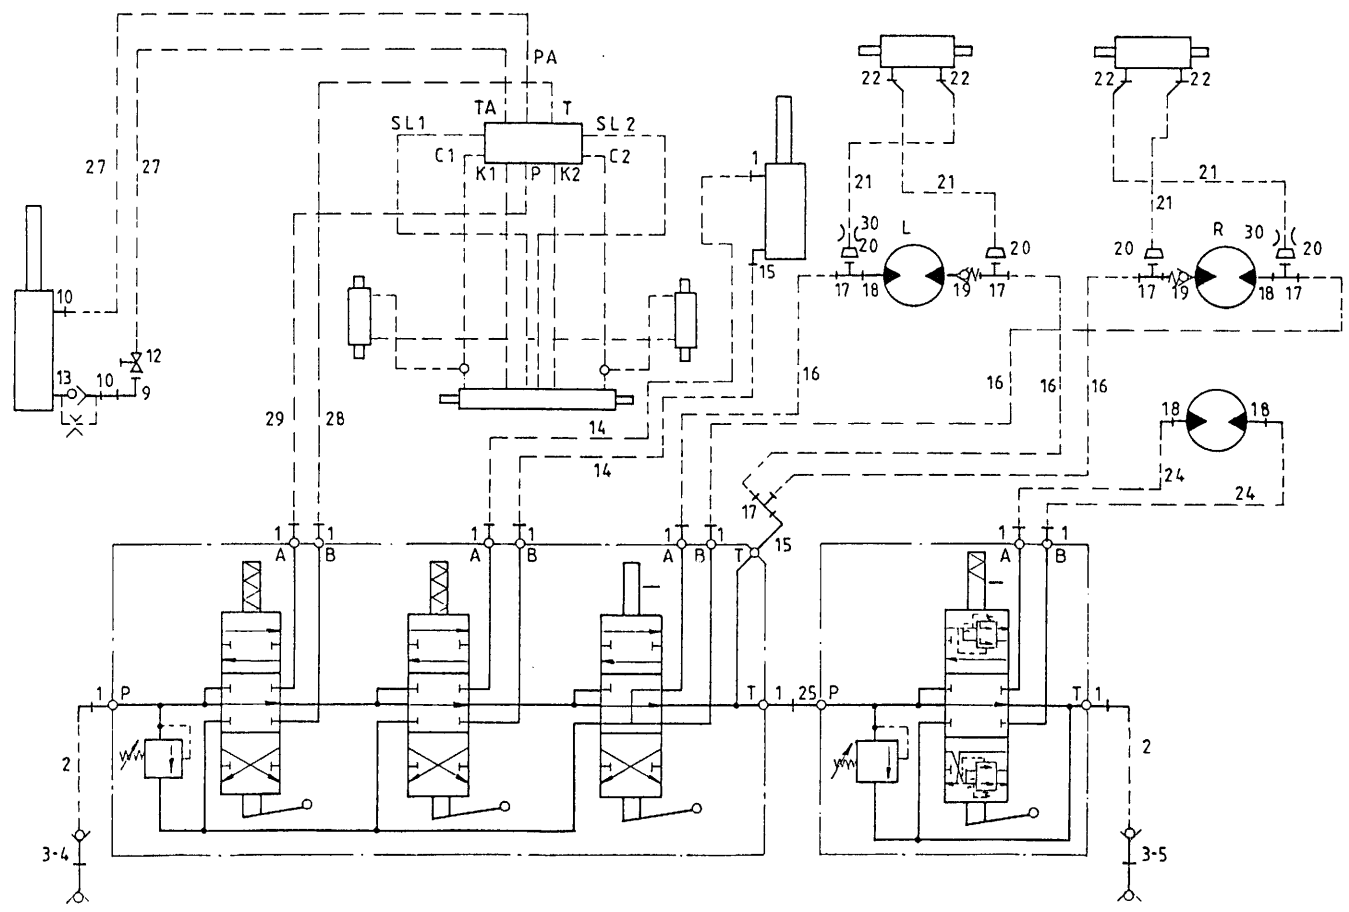 PA
22 22 22 22
TA T
SL1 SL2
C1 C2
K1 P K2
1
27 27
21 21 21
21
30 L R 30
20 20 20 20
15
10
17 18 19 17 17 19 18 17
12
13 10 9
16 16 16 16
29 28
14
18 18
14
24
24
17
1 1 1 1 1 1 15 1 1
A B A B A B T A B
1 P T 1 25 P T 1
2 2
3-4 3-5